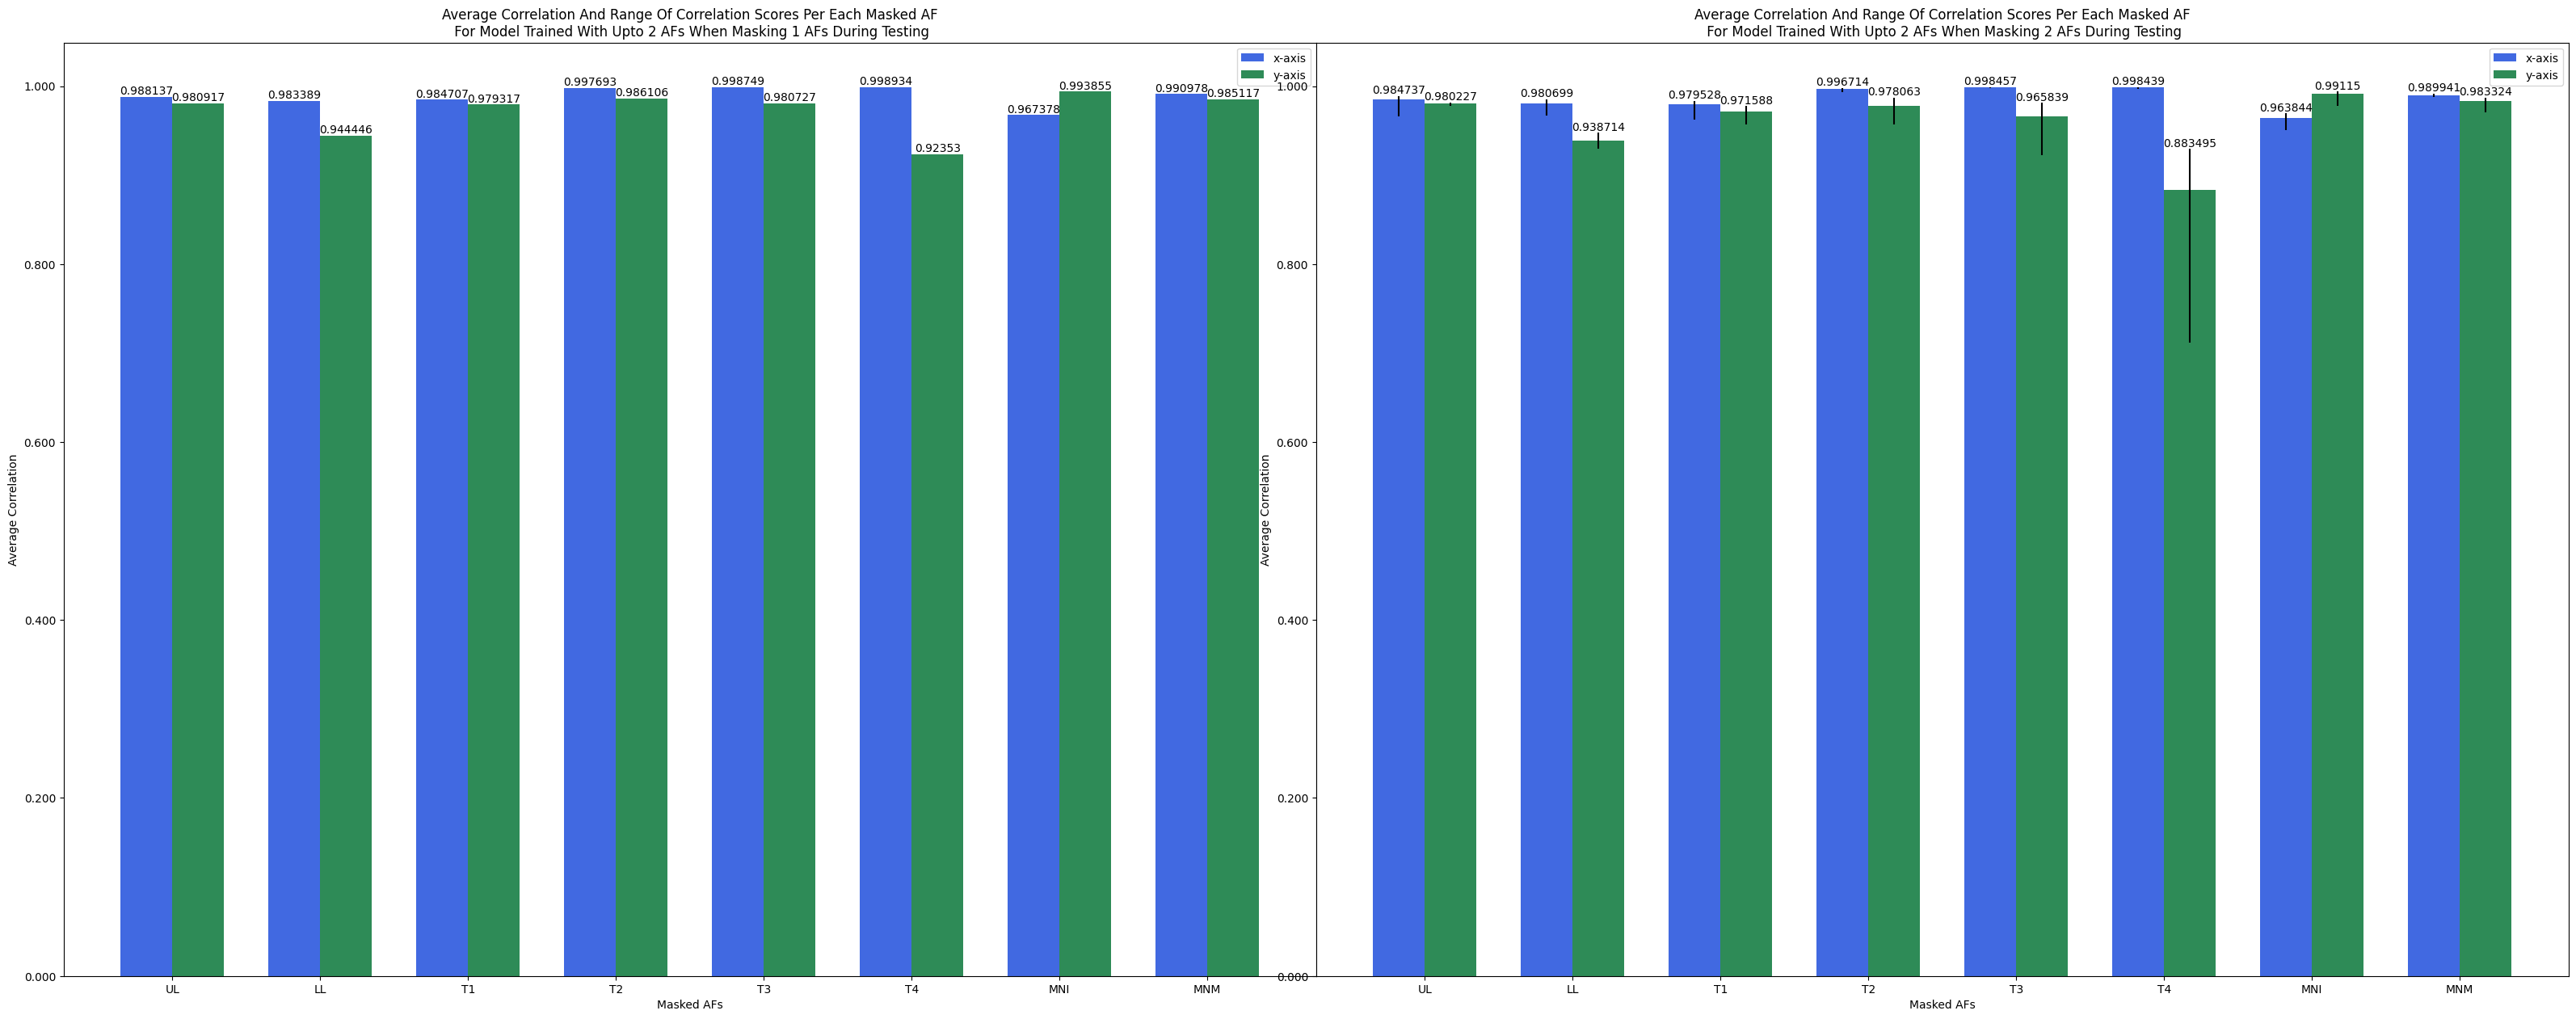 Average Correlation And Range Of Correlation Scores Per Each Masked AF
For Model Trained With Upto 2 AFs When Masking 1 AFs During Testing
x-axis
y-axis
1.000
0.800
0.600
0.400
0.200
0.000
Average Correlation
0.988137
0.980917
0.983389
0.944446
0.984707
0.979317
0.997693
0.986106
0.998749
0.980727
0.998934
0.92353
0.967378
0.993855
0.990978
0.985117
UL
LL
T1
T2
T3
T4
MNI
MNM
Masked AFs
Average Correlation And Range Of Correlation Scores Per Each Masked AF
For Model Trained With Upto 2 AFs When Masking 2 AFs During Testing
x-axis
y-axis
1.000
0.800
0.600
0.400
0.200
0.000
Average Correlation
0.984737
0.980227
0.980699
0.938714
0.979528
0.971588
0.996714
0.978063
0.998457
0.965839
0.998439
0.883495
0.963844
0.99115
0.989941
0.983324
UL
LL
T1
T2
T3
T4
MNI
MNM
Masked AFs